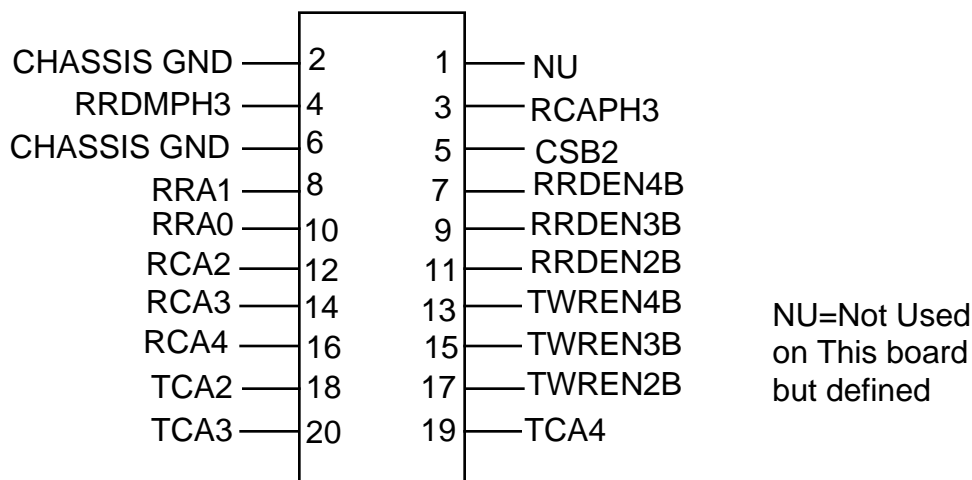 CHASSIS GND 2 1 NU
RRDMPH3 4 3 RCAPH3
CHASSIS GND 6 5 CSB2
RRA1 8 7 RRDEN4B
RRA0 10 9 RRDEN3B
RCA2 12 11 RRDEN2B
RCA3 14 13 TWREN4B
RCA4 16 15 TWREN3B
TCA2 18 17 TWREN2B
TCA3 20 19 TCA4
NU=Not Used
on This board
but defined